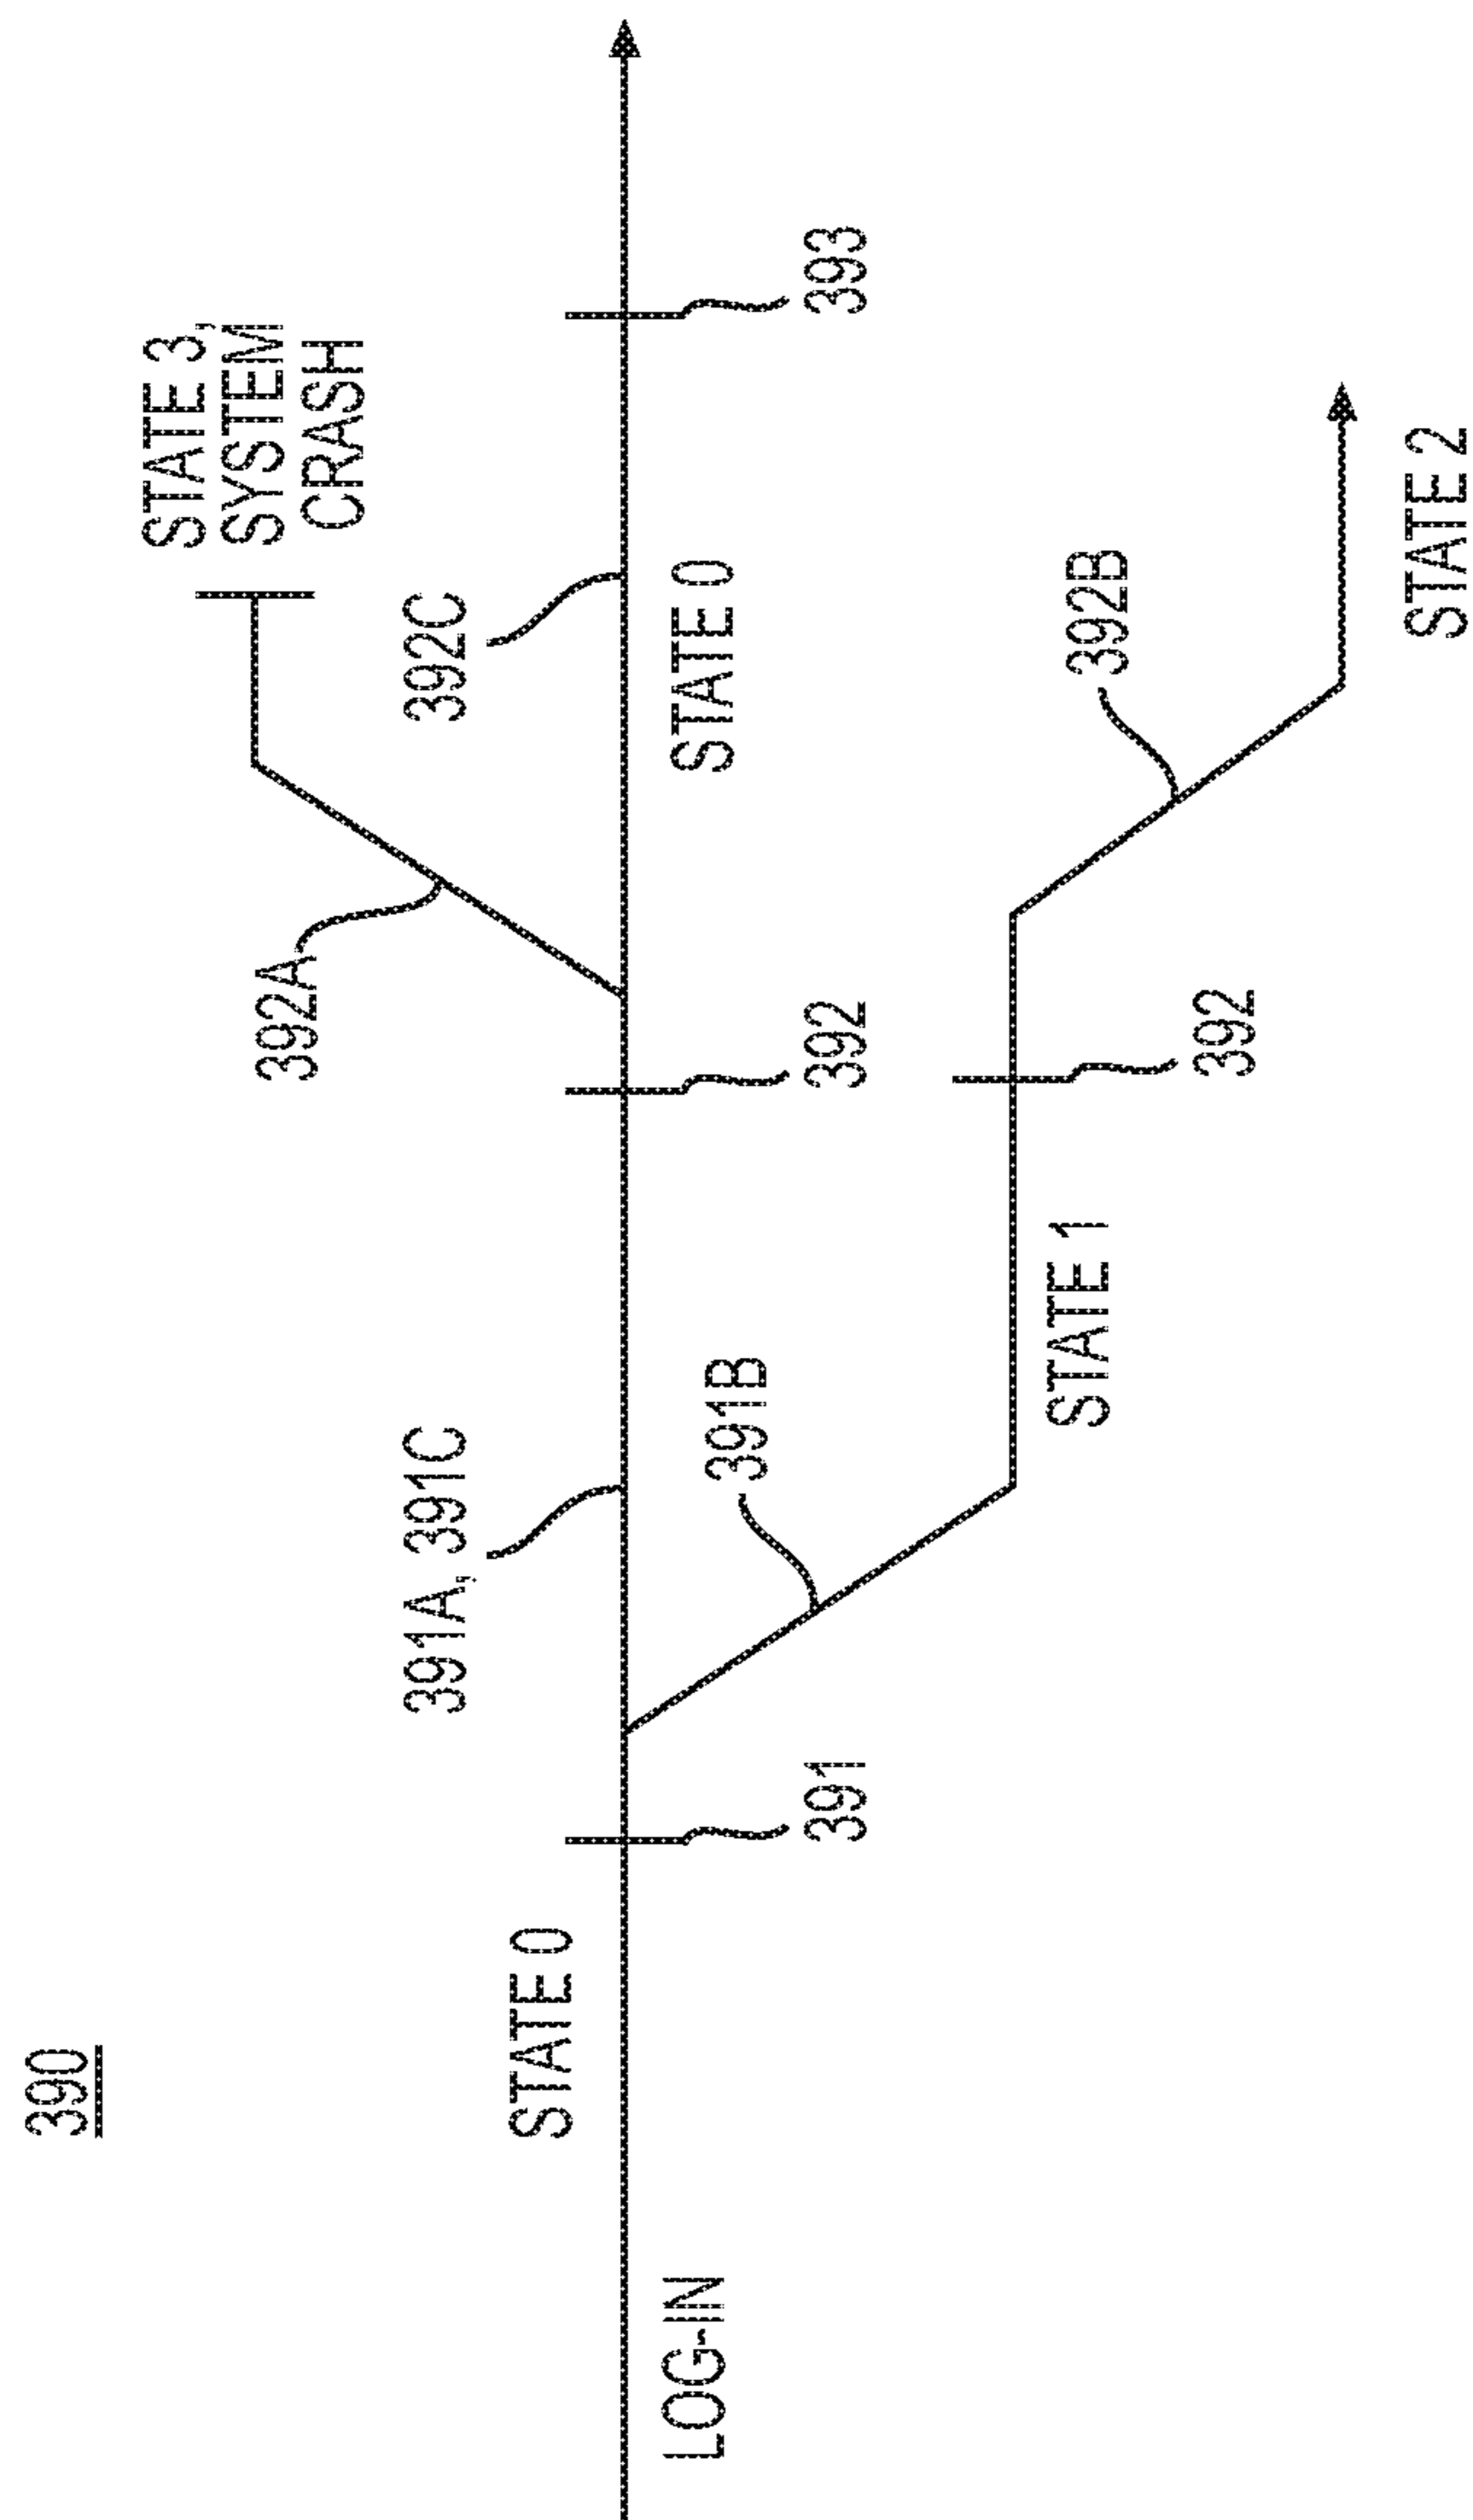 390
STATE 3,
SYSTEM
CRASH
392A
391A, 391C
392C
STATE 0
STATE 0
LOG-IN
391B
391
392
393
STATE 1
392B
392
STATE 2